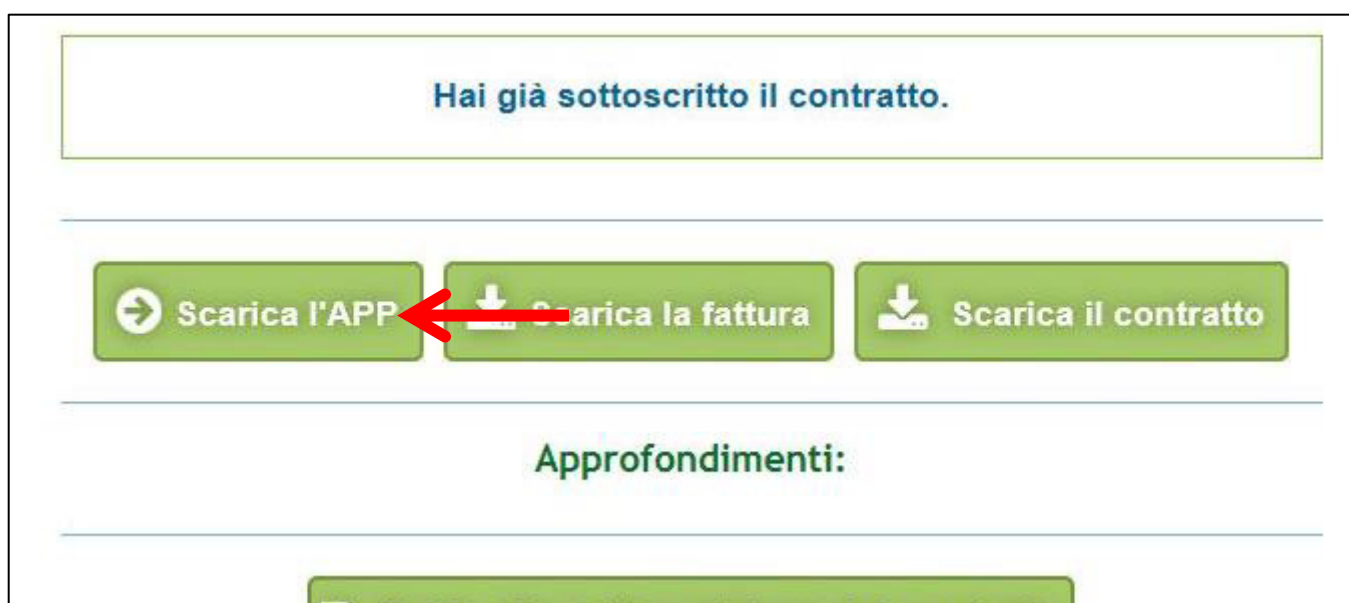 Hai già sottoscritto il contratto.
Scarica l'APP
Scarica la fattura
Scarica il contratto
Approfondimenti: